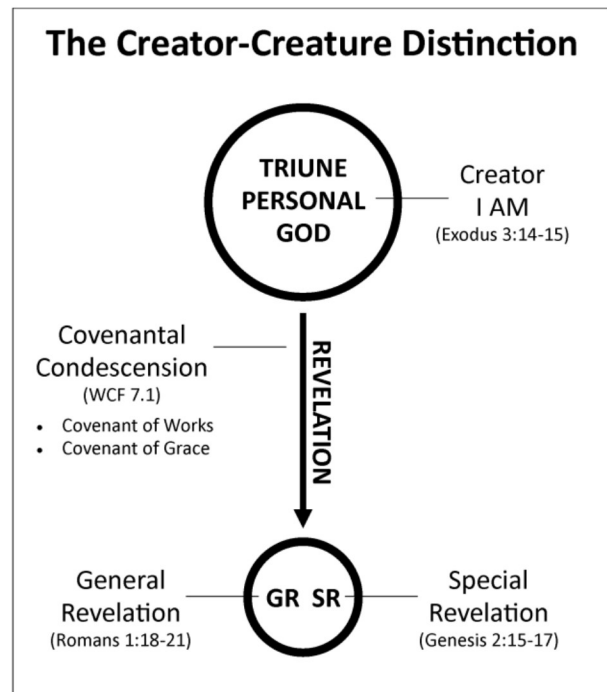 The Creator-Creature Distinction
TRIUNE
PERSONAL
GOD
Creator
I AM
(Exodus 3:14-15)
Covenantal
Condescension
(WCF 7.1)
• Covenant of Works
• Covenant of Grace
REVELATION
General
Revelation
(Romans 1:18-21)
GR SR
Special
Revelation
(Genesis 2:15-17)